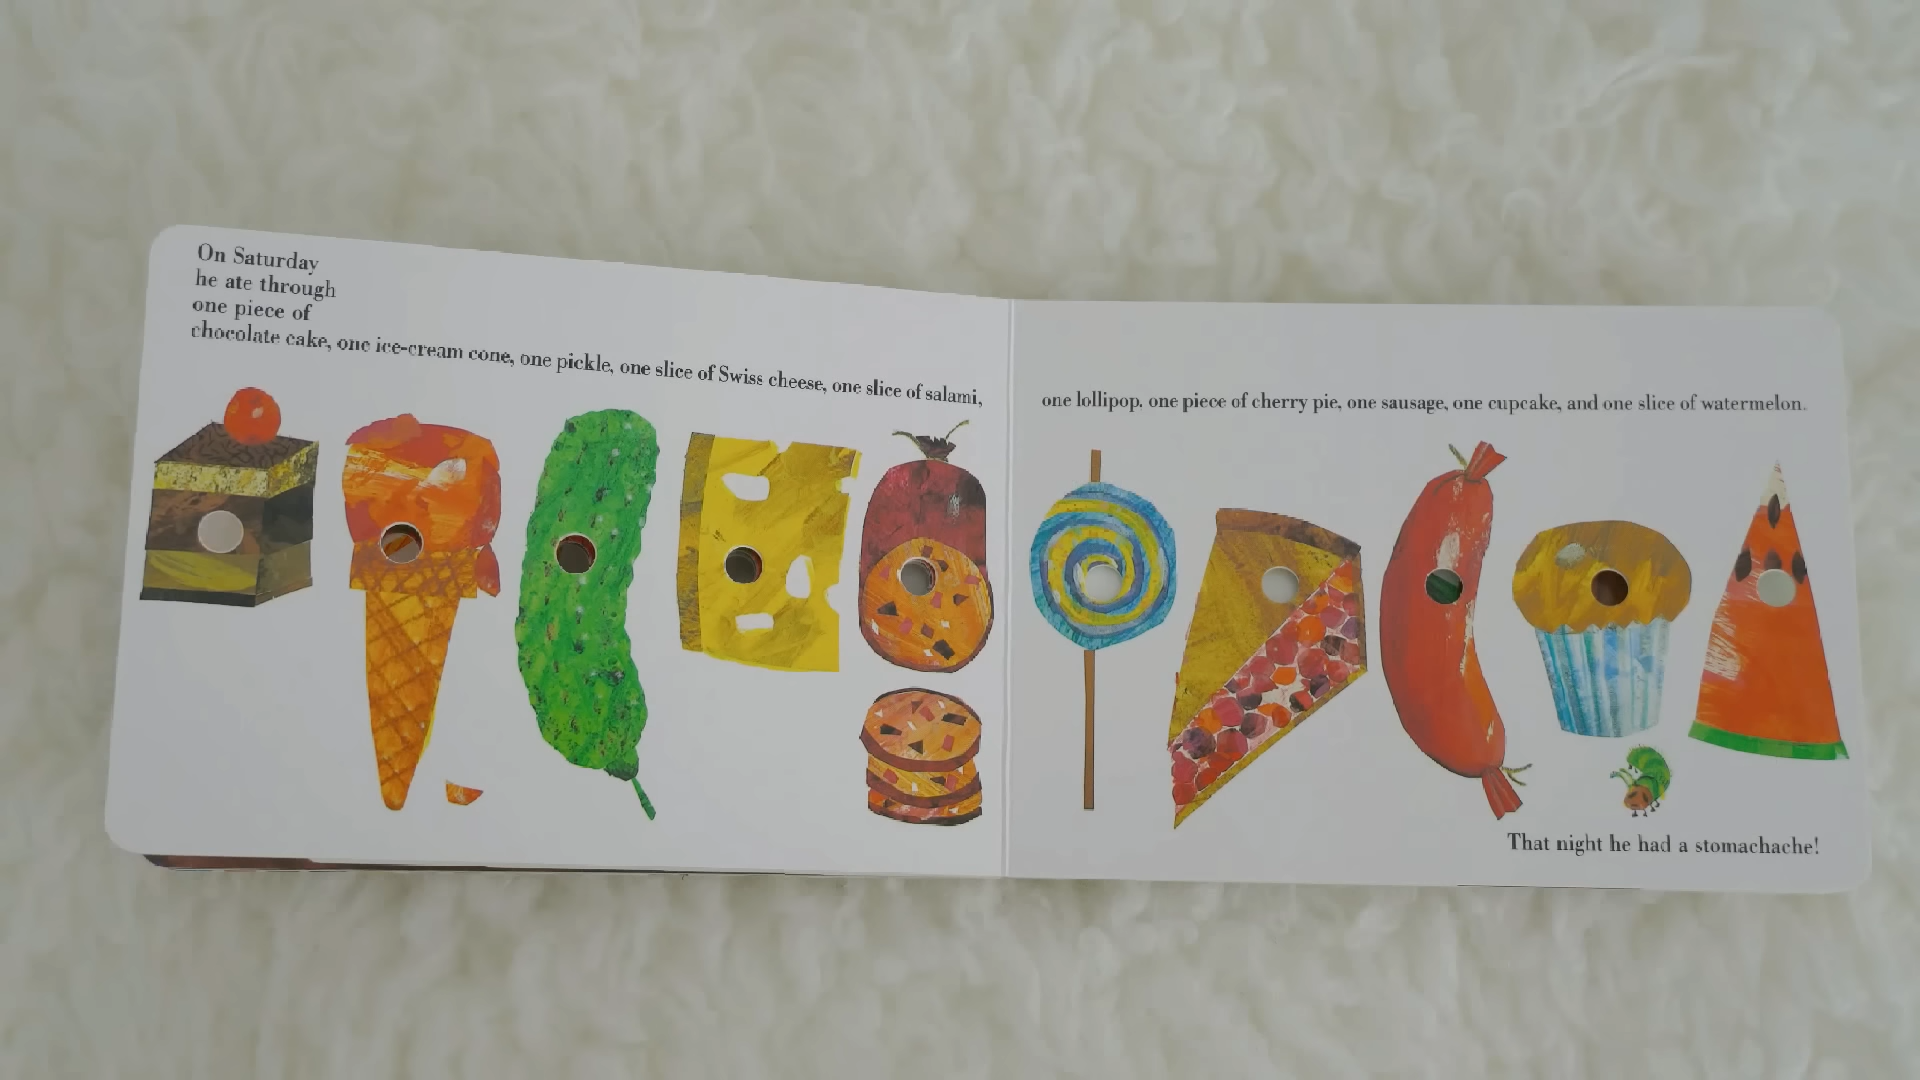 On Saturday
he ate through
one piece of
chocolate cake, one ice-cream cone, one pickle, one slice of Swiss cheese, one slice of salami,
one lollipop, one piece of cherry pie, one sausage, one cupcake, and one slice of watermelon.
That night he had a stomachache!